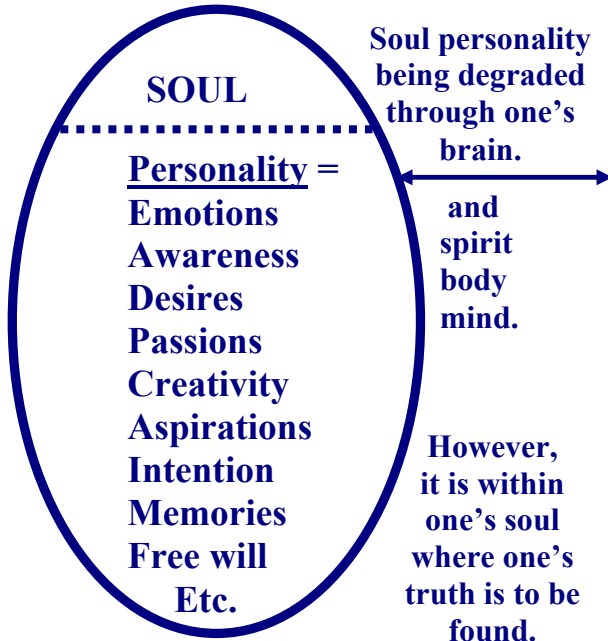 SOUL
Personality =
Emotions
Awareness
Desires
Passions
Creativity
Aspirations
Intention
Memories
Free will
Etc.
Soul personality
being degraded
through one’s
brain.
and
spirit
body
mind.
However,
it is within
one’s soul
where one’s
truth is to be
found.